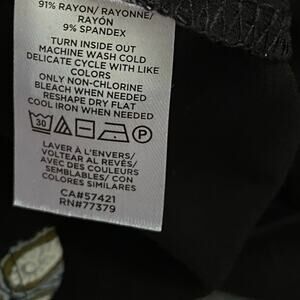 91% RAYON/ RAYONNE/
RAYÓN
9% SPANDEX
TURN INSIDE OUT
MACHINE WASH COLD
DELICATE CYCLE WITH LIKE
COLORS
ONLY NON-CHLORINE
BLEACH WHEN NEEDED
RESHAPE DRY FLAT
COOL IRON WHEN NEEDED
30 P
LAVER À L'ENVERS/
VOLTEAR AL REVÉS/
AVEC DES COULEURS
SEMBLABLES/ CON
COLORES SIMILARES
CA#57421
RN#77379